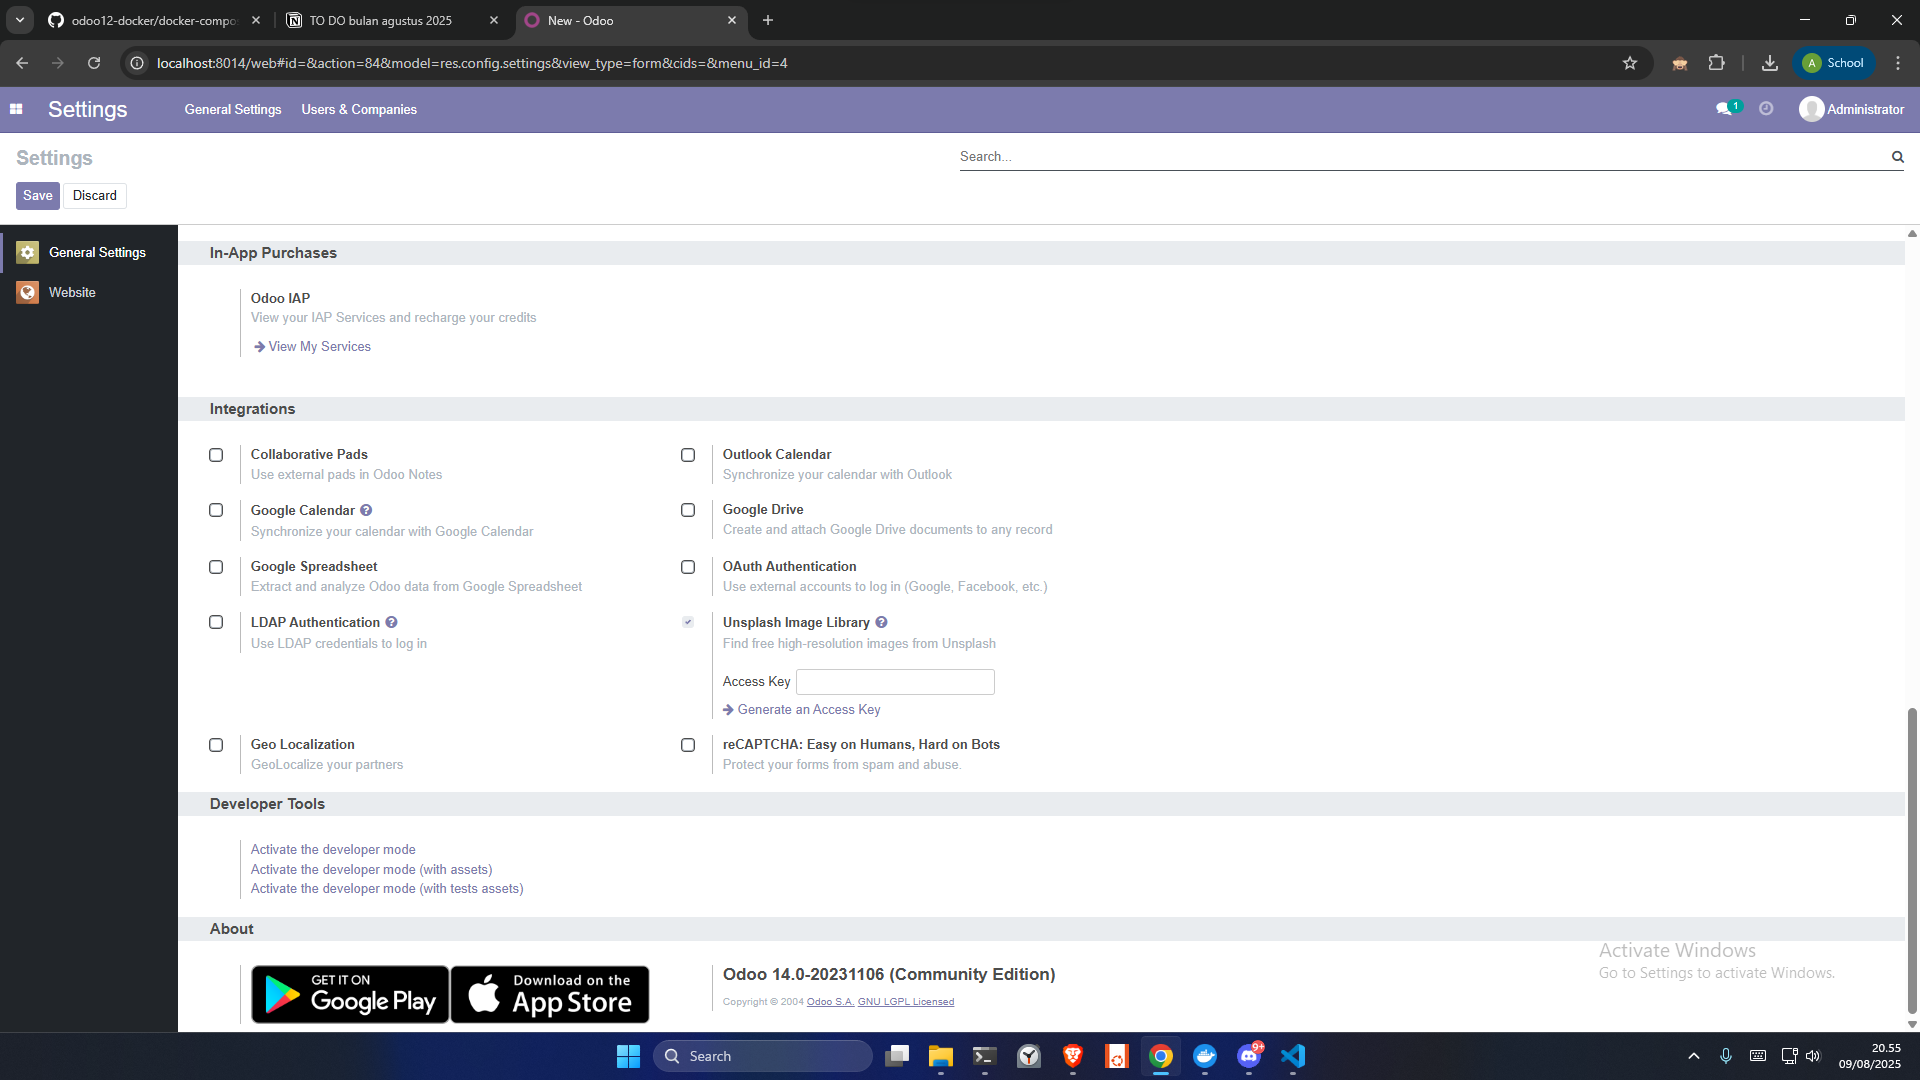 odoo12-docker/docker-compo
TO DO bulan agustus 2025
New - Odoo
localhost:8014/web#id=&action=84&model=res.config.settings&view_type=form&cids=&menu_id=4
A School
Settings
General Settings
Users & Companies
1
Administrator
Settings
Search...
Save
Discard
General Settings
Website
In-App Purchases
Odoo IAP
View your IAP Services and recharge your credits
View My Services
Integrations
Collaborative Pads
Use external pads in Odoo Notes
Outlook Calendar
Synchronize your calendar with Outlook
Google Calendar
Synchronize your calendar with Google Calendar
Google Drive
Create and attach Google Drive documents to any record
Google Spreadsheet
Extract and analyze Odoo data from Google Spreadsheet
OAuth Authentication
Use external accounts to log in (Google, Facebook, etc.)
LDAP Authentication
Use LDAP credentials to log in
Unsplash Image Library
Find free high-resolution images from Unsplash
Access Key
Generate an Access Key
Geo Localization
GeoLocalize your partners
reCAPTCHA: Easy on Humans, Hard on Bots
Protect your forms from spam and abuse.
Developer Tools
Activate the developer mode
Activate the developer mode (with assets)
Activate the developer mode (with tests assets)
About
GET IT ON
Google Play
Download on the
App Store
Odoo 14.0-20231106 (Community Edition)
Copyright © 2004 Odoo S.A. GNU LGPL Licensed
Activate Windows
Go to Settings to activate Windows.
Search
9+
20.55
09/08/2025